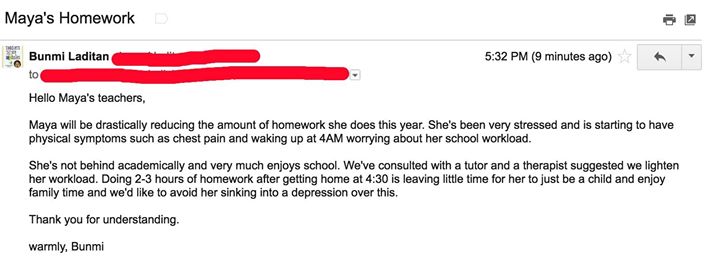 Maya's Homework
Bunmi Laditan
5:32 PM (9 minutes ago)
to
Hello Maya's teachers,
Maya will be drastically reducing the amount of homework she does this year. She's been very stressed and is starting to have
physical symptoms such as chest pain and waking up at 4AM worrying about her school workload.
She's not behind academically and very much enjoys school. We've consulted with a tutor and a therapist suggested we lighten
her workload. Doing 2-3 hours of homework after getting home at 4:30 is leaving little time for her to just be a child and enjoy
family time and we'd like to avoid her sinking into a depression over this.
Thank you for understanding.
warmly, Bunmi